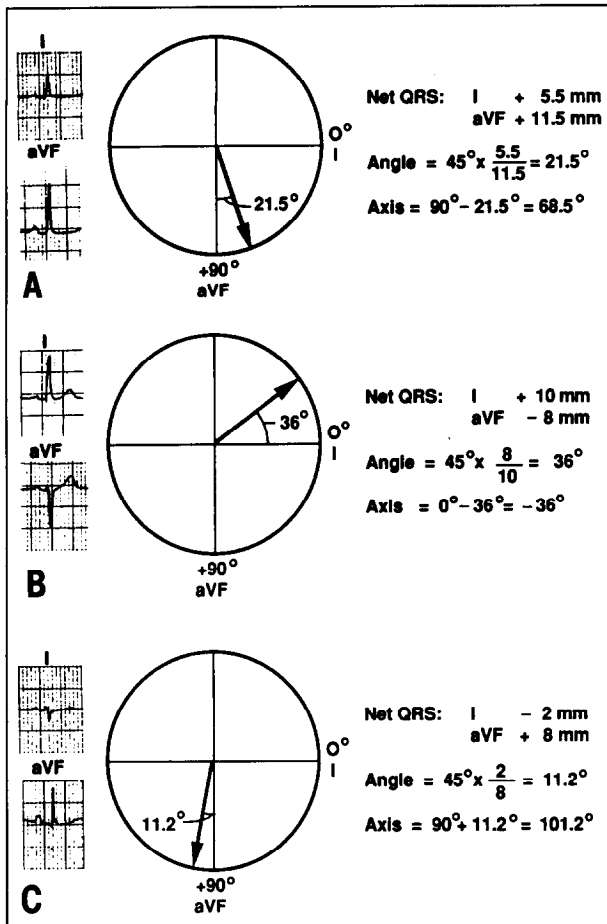 I
aVF
A
0°
I
21.5°
+90°
aVF
Net QRS: I + 5.5 mm
aVF + 11.5 mm
Angle = 45° x 5.5/11.5 = 21.5°
Axis = 90° – 21.5° = 68.5°
I
aVF
B
36°
0°
I
+90°
aVF
Net QRS: I + 10 mm
aVF – 8 mm
Angle = 45° x 8/10 = 36°
Axis = 0° – 36° = – 36°
I
aVF
C
0°
I
11.2°
+90°
aVF
Net QRS: I – 2 mm
aVF + 8 mm
Angle = 45° x 2/8 = 11.2°
Axis = 90° + 11.2° = 101.2°